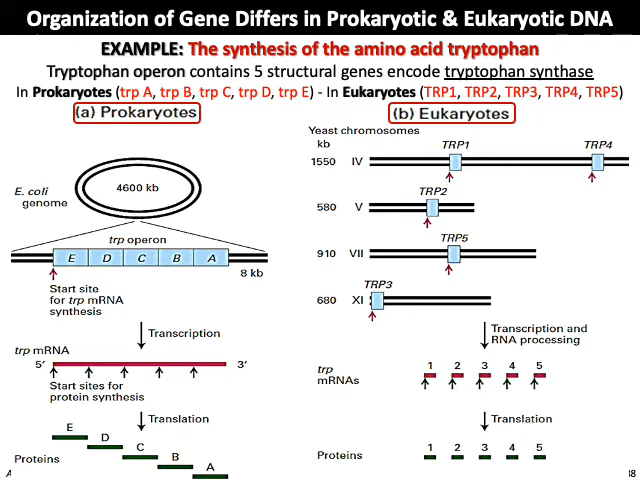 Organization of Gene Differs in Prokaryotic & Eukaryotic DNA
EXAMPLE: The synthesis of the amino acid tryptophan
Tryptophan operon contains 5 structural genes encode tryptophan synthase
In Prokaryotes (trp A, trp B, trp C, trp D, trp E) - In Eukaryotes (TRP1, TRP2, TRP3, TRP4, TRP5)
(a) Prokaryotes
E. coli
genome
4600 kb
trp operon
E D C B A
8 kb
Start site
for trp mRNA
synthesis
Transcription
trp mRNA
5′ 3′
Start sites for
protein synthesis
Translation
Proteins
E
D
C
B
A
(b) Eukaryotes
Yeast chromosomes
kb
TRP1 TRP4
1550 IV
TRP2
580 V
TRP5
910 VII
TRP3
680 XI
Transcription and
RNA processing
trp
mRNAs
1 2 3 4 5
Translation
Proteins
1 2 3 4 5